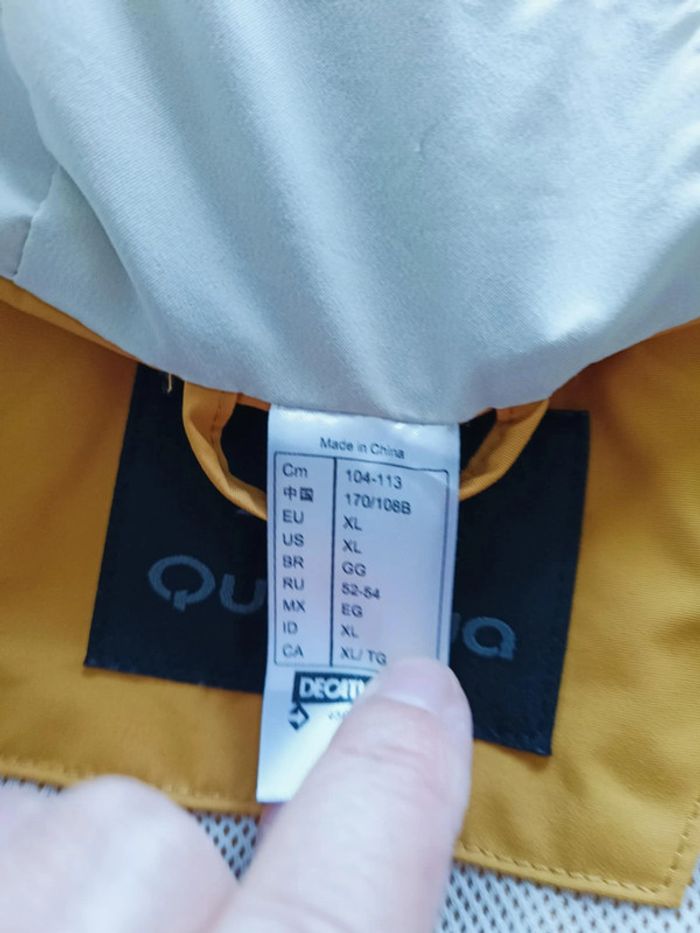 Made in China
Cm 104-113
中国 170/108B
EU XL
US XL
BR GG
RU 52-54
MX EG
ID XL
CA XL/ TG